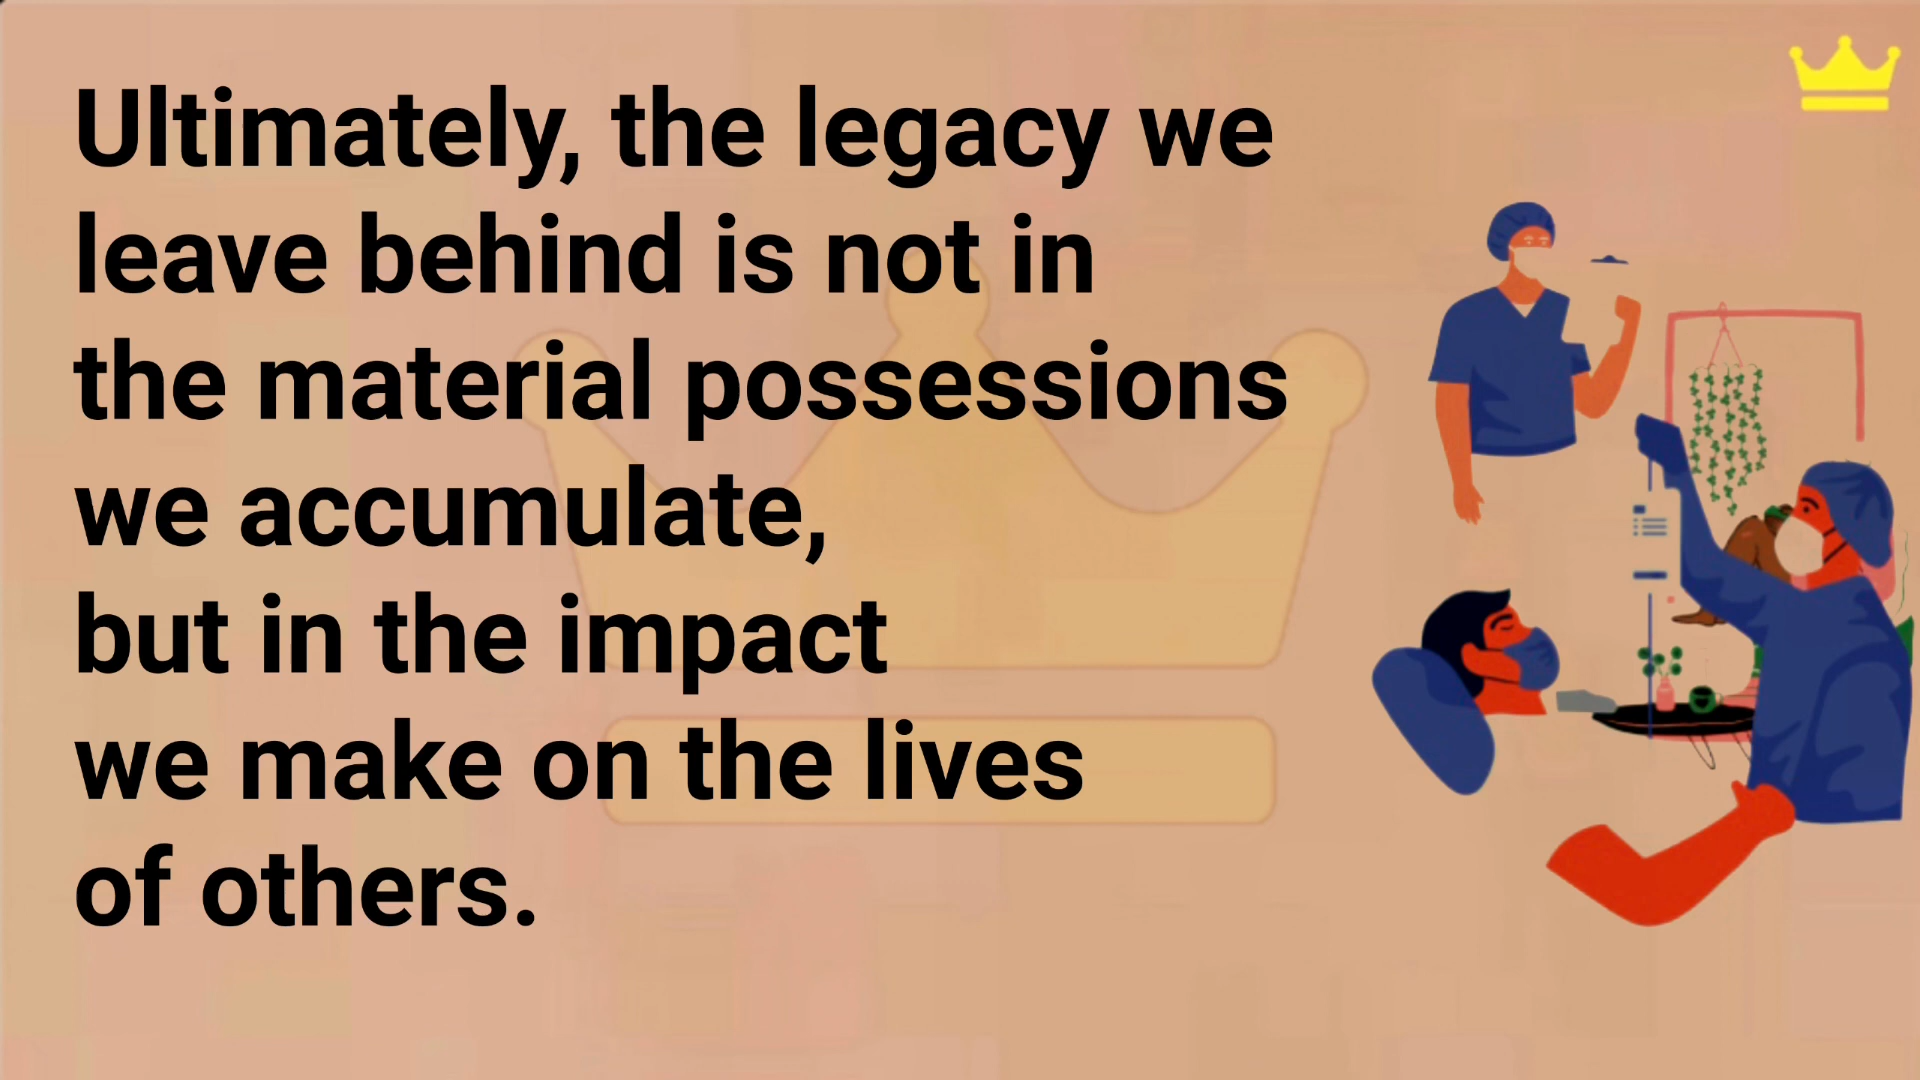 Ultimately, the legacy we
leave behind is not in
the material possessions
we accumulate,
but in the impact
we make on the lives
of others.